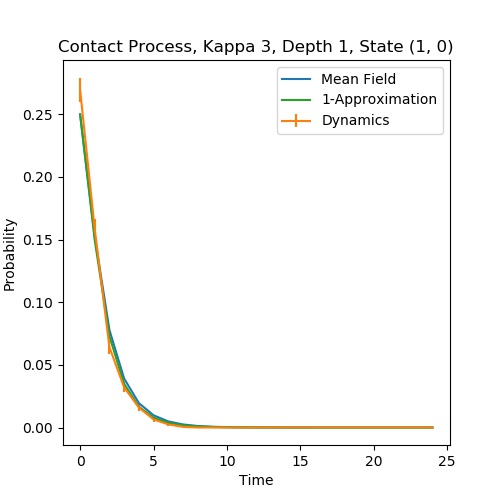 Contact Process, Kappa 3, Depth 1, State (1, 0)
Mean Field
1-Approximation
Dynamics
Probability
0.25
0.20
0.15
0.10
0.05
0.00
0 5 10 15 20 25
Time